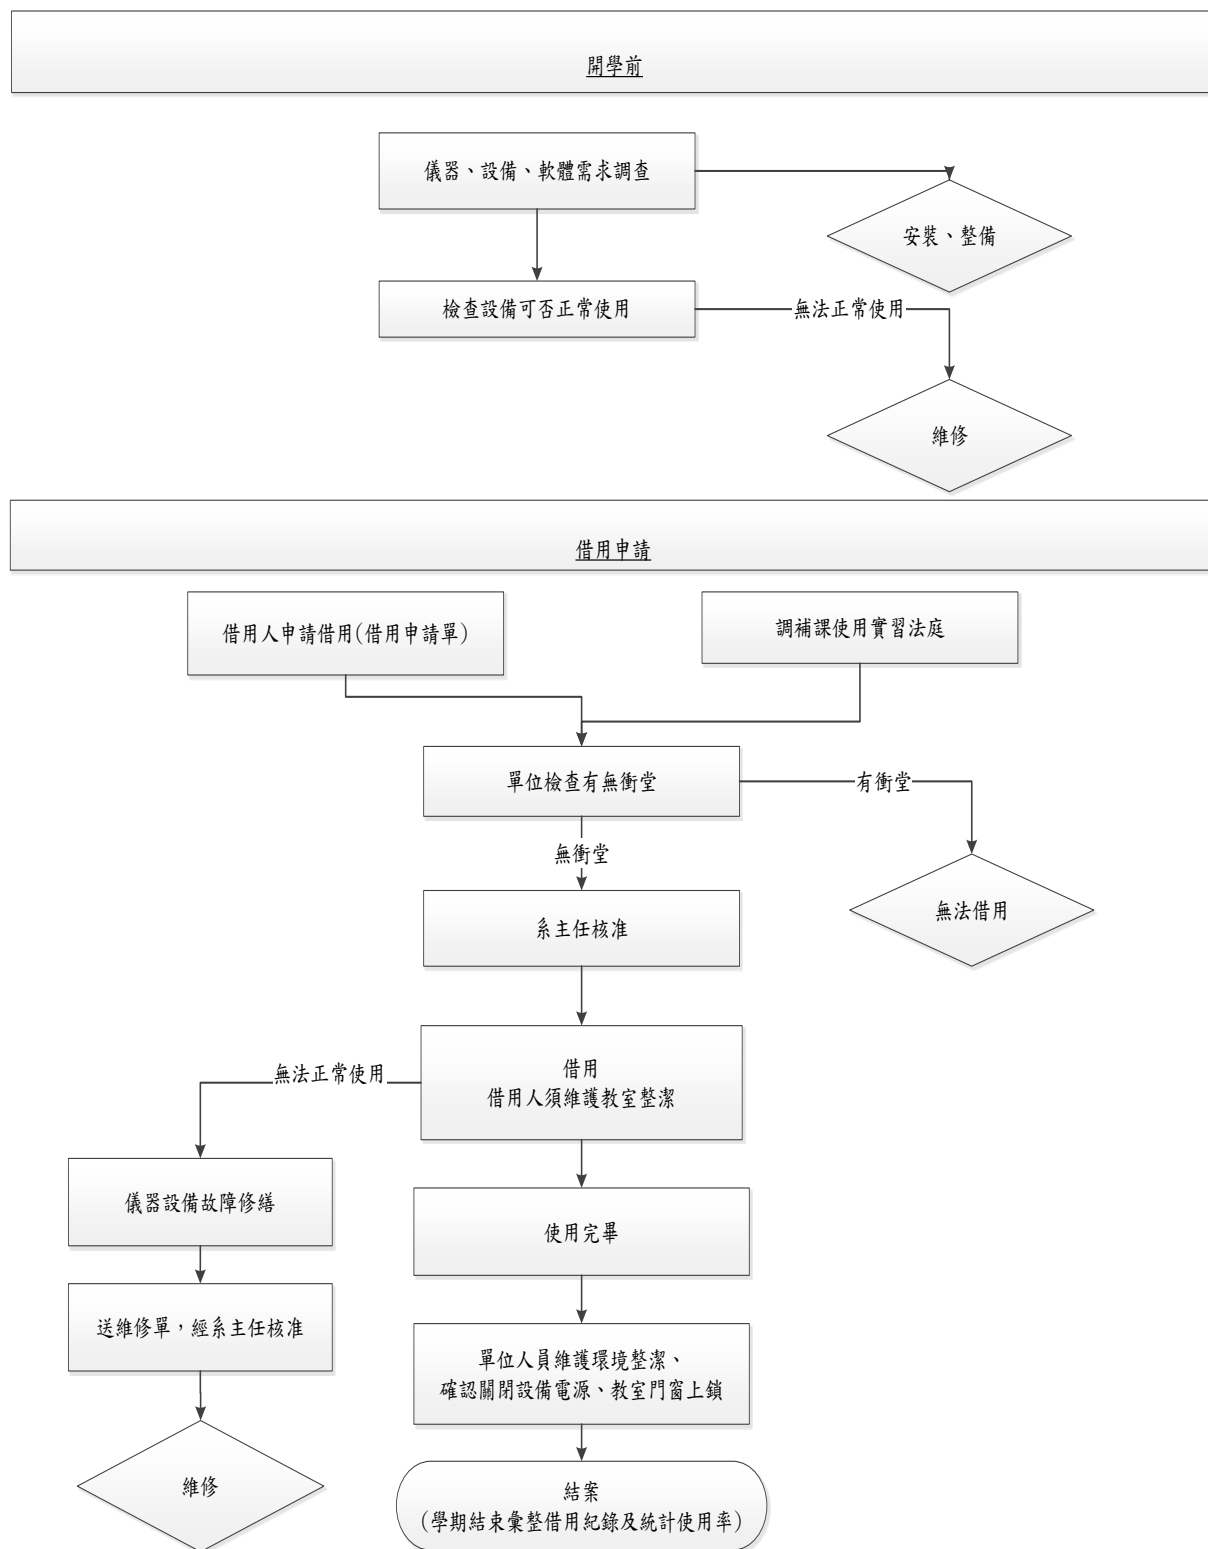 開學前
儀器、設備、軟體需求調查
安裝、整備
檢查設備可否正常使用
無法正常使用
維修
借用申請
借用人申請借用(借用申請單)
調補課使用實習法庭
單位檢查有無衝堂
有衝堂
無衝堂
無法借用
系主任核准
借用
借用人須維護教室整潔
無法正常使用
儀器設備故障修繕
使用完畢
送維修單，經系主任核准
單位人員維護環境整潔、
確認關閉設備電源、教室門窗上鎖
維修
結案
(學期結束彙整借用紀錄及統計使用率)